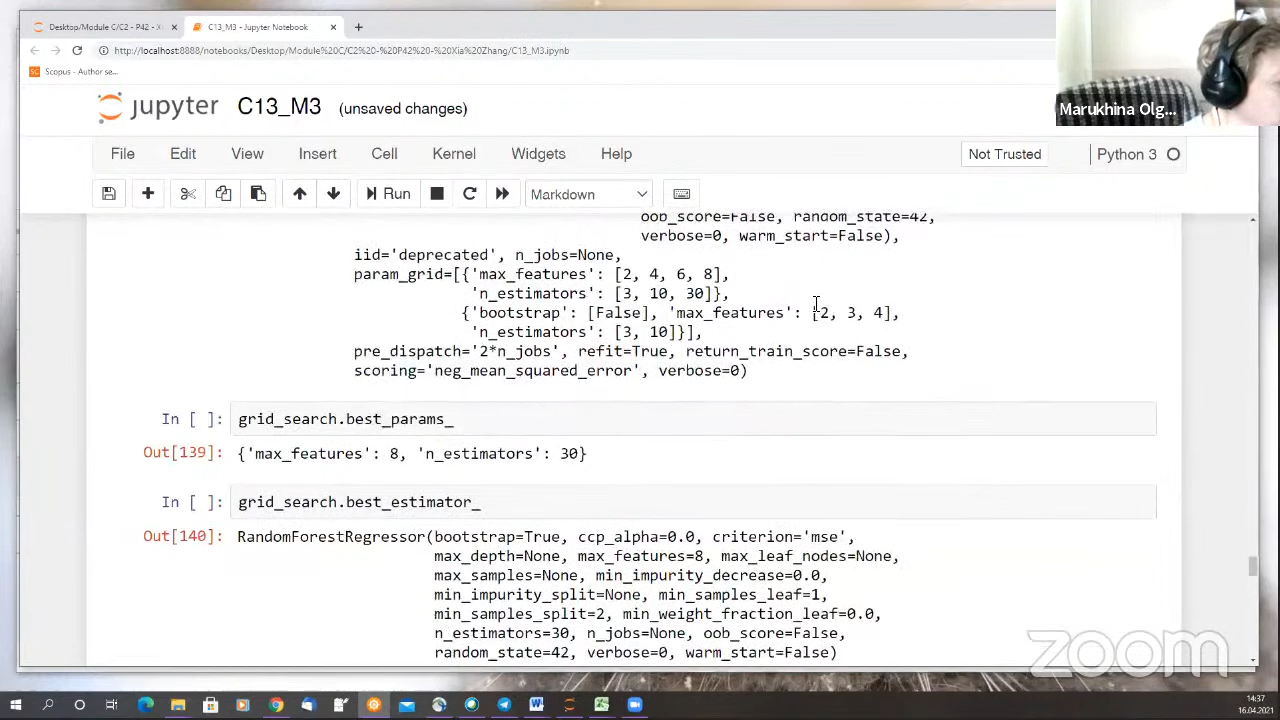 Desktop/Module C/C2 - P42 - Xi
C13_M3 - Jupyter Notebook
http://localhost:8888/notebooks/Desktop/Module%20C/C2%20-%20P42%20-%20Xia%20Zhang/C13_M3.ipynb
SC Scopus - Author se...
Marukhina Olg...
jupyter C13_M3 (unsaved changes)
File Edit View Insert Cell Kernel Widgets Help Not Trusted Python 3
Run Markdown
oob_score=False, random_state=42,
verbose=0, warm_start=False),
iid='deprecated', n_jobs=None,
param_grid=[{'max_features': [2, 4, 6, 8],
'n_estimators': [3, 10, 30]},
{'bootstrap': [False], 'max_features': [2, 3, 4],
'n_estimators': [3, 10]}],
pre_dispatch='2*n_jobs', refit=True, return_train_score=False,
scoring='neg_mean_squared_error', verbose=0)
In [ ]: grid_search.best_params_
Out[139]: {'max_features': 8, 'n_estimators': 30}
In [ ]: grid_search.best_estimator_
Out[140]: RandomForestRegressor(bootstrap=True, ccp_alpha=0.0, criterion='mse',
max_depth=None, max_features=8, max_leaf_nodes=None,
max_samples=None, min_impurity_decrease=0.0,
min_impurity_split=None, min_samples_leaf=1,
min_samples_split=2, min_weight_fraction_leaf=0.0,
n_estimators=30, n_jobs=None, oob_score=False,
random_state=42, verbose=0, warm_start=False)
zoom
14:37
16.04.2021